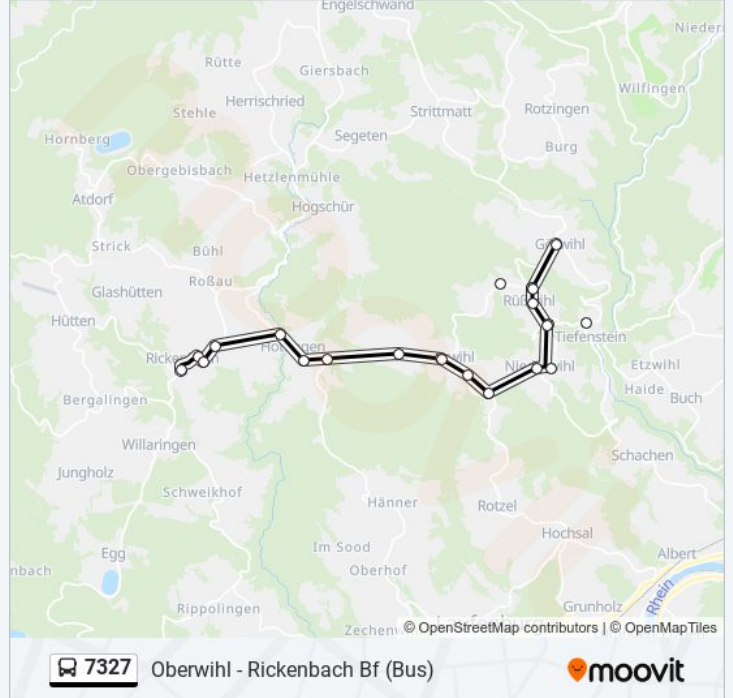 Engelschwand
Rütte
Giersbach
Wilfingen
Herrischried
Stehle
Strittmatt
Rotzingen
Segeten
Hornberg
Burg
Obergebisbach
Hetzlenmühle
Atdorf
Hogschür
Strick
Bühl
Roßau
Glashütten
Hütten
Tiefenstein
Etzwihl
Haide
Buch
Bergalingen
Willaringen
Schachen
Jungholz
Schweikhof
Hänner
Rotzel
Hochsal
Im Sood
Egg
Albert
Oberhof
Rhein
Rippolingen
Grunholz
© OpenStreetMap contributors | © OpenMapTiles
7327 Oberwihl - Rickenbach Bf (Bus)
moovit